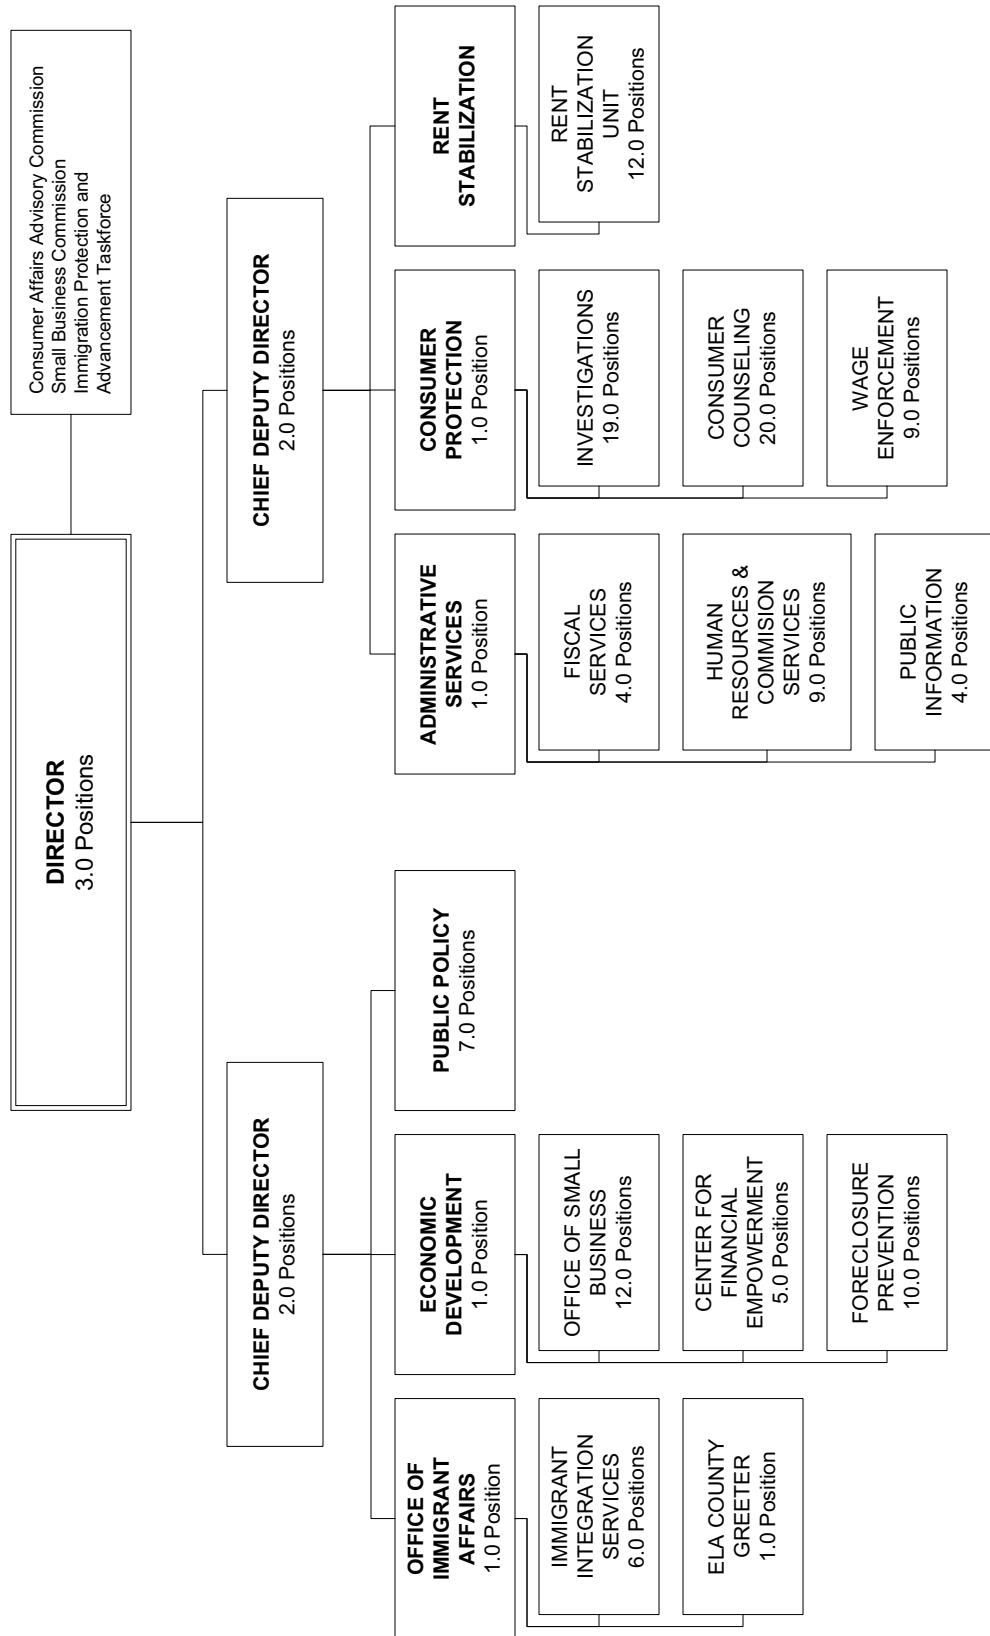 DIRECTOR
3.0 Positions
Consumer Affairs Advisory Commission
Small Business Commission
Immigration Protection and
Advancement Taskforce
CHIEF DEPUTY DIRECTOR
2.0 Positions
CHIEF DEPUTY DIRECTOR
2.0 Positions
OFFICE OF
IMMIGRANT
AFFAIRS
1.0 Position
ECONOMIC
DEVELOPMENT
1.0 Position
PUBLIC POLICY
7.0 Positions
ADMINISTRATIVE
SERVICES
1.0 Position
CONSUMER
PROTECTION
1.0 Position
RENT
STABILIZATION
IMMIGRANT
INTEGRATION
SERVICES
6.0 Positions
OFFICE OF SMALL
BUSINESS
12.0 Positions
FISCAL
SERVICES
4.0 Positions
INVESTIGATIONS
19.0 Positions
RENT
STABILIZATION
UNIT
12.0 Positions
ELA COUNTY
GREETER
1.0 Position
CENTER FOR
FINANCIAL
EMPOWERMENT
5.0 Positions
HUMAN
RESOURCES &
COMMISION
SERVICES
9.0 Positions
CONSUMER
COUNSELING
20.0 Positions
FORECLOSURE
PREVENTION
10.0 Positions
PUBLIC
INFORMATION
4.0 Positions
WAGE
ENFORCEMENT
9.0 Positions